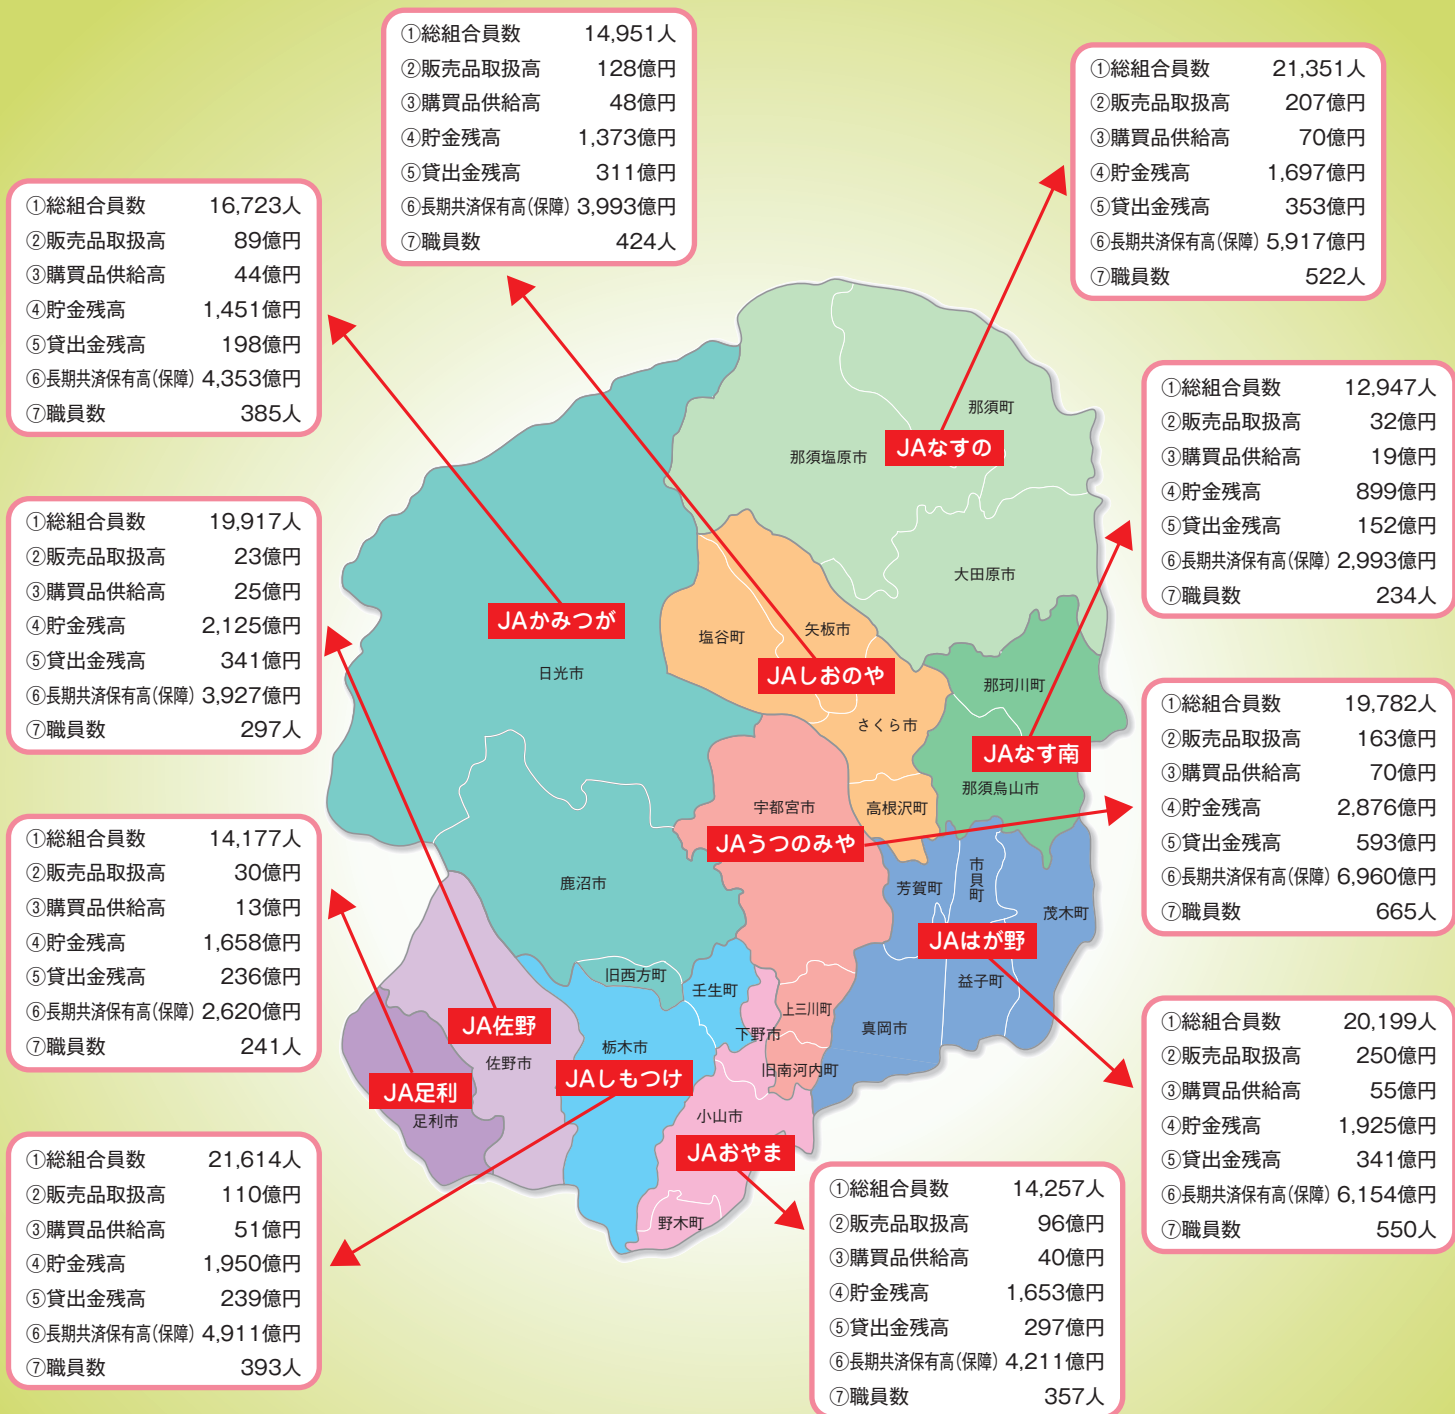 ①総組合員数 14,951人
②販売品取扱高 128億円
③購買品供給高 48億円
④貯金残高 1,373億円
⑤貸出金残高 311億円
⑥長期共済保有高(保障) 3,993億円
⑦職員数 424人
①総組合員数 21,351人
②販売品取扱高 207億円
③購買品供給高 70億円
④貯金残高 1,697億円
⑤貸出金残高 353億円
⑥長期共済保有高(保障) 5,917億円
⑦職員数 522人
①総組合員数 16,723人
②販売品取扱高 89億円
③購買品供給高 44億円
④貯金残高 1,451億円
⑤貸出金残高 198億円
⑥長期共済保有高(保障) 4,353億円
⑦職員数 385人
①総組合員数 12,947人
②販売品取扱高 32億円
③購買品供給高 19億円
④貯金残高 899億円
⑤貸出金残高 152億円
⑥長期共済保有高(保障) 2,993億円
⑦職員数 234人
①総組合員数 19,917人
②販売品取扱高 23億円
③購買品供給高 25億円
④貯金残高 2,125億円
⑤貸出金残高 341億円
⑥長期共済保有高(保障) 3,927億円
⑦職員数 297人
①総組合員数 19,782人
②販売品取扱高 163億円
③購買品供給高 70億円
④貯金残高 2,876億円
⑤貸出金残高 593億円
⑥長期共済保有高(保障) 6,960億円
⑦職員数 665人
①総組合員数 14,177人
②販売品取扱高 30億円
③購買品供給高 13億円
④貯金残高 1,658億円
⑤貸出金残高 236億円
⑥長期共済保有高(保障) 2,620億円
⑦職員数 241人
①総組合員数 20,199人
②販売品取扱高 250億円
③購買品供給高 55億円
④貯金残高 1,925億円
⑤貸出金残高 341億円
⑥長期共済保有高(保障) 6,154億円
⑦職員数 550人
①総組合員数 21,614人
②販売品取扱高 110億円
③購買品供給高 51億円
④貯金残高 1,950億円
⑤貸出金残高 239億円
⑥長期共済保有高(保障) 4,911億円
⑦職員数 393人
①総組合員数 14,257人
②販売品取扱高 96億円
③購買品供給高 40億円
④貯金残高 1,653億円
⑤貸出金残高 297億円
⑥長期共済保有高(保障) 4,211億円
⑦職員数 357人
那須町
JAなすの
那須塩原市
大田原市
JAかみつが
矢板市
塩谷町
日光市
JAしおのや
那珂川町
さくら市
JAなす南
那須烏山市
宇都宮市
高根沢町
JAうつのみや
市貝町
鹿沼市
芳賀町
茂木町
JAはが野
旧西方町
益子町
壬生町
上三川町
JA佐野
下野市
真岡市
栃木市
佐野市
旧南河内町
JAしもつけ
JA足利
足利市
小山市
JAおやま
野木町